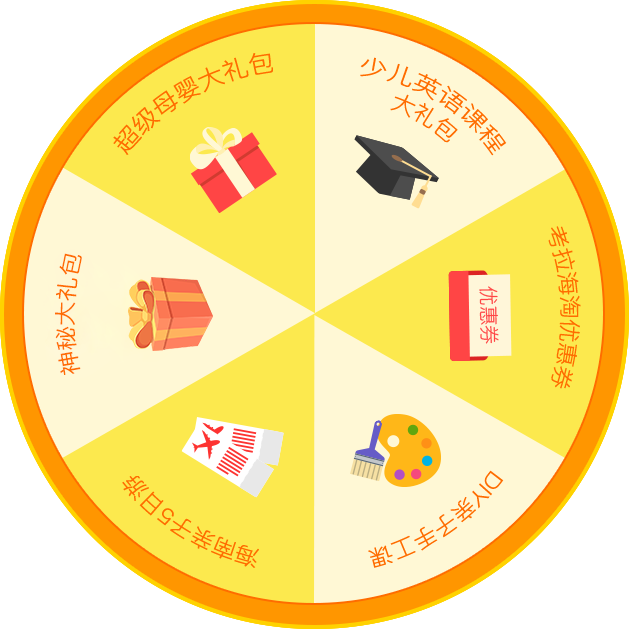 超级母婴大礼包
少儿英语课程
大礼包
考拉海淘优惠券
优惠券
DIY亲子手工课
海南亲子5日游
神秘大礼包